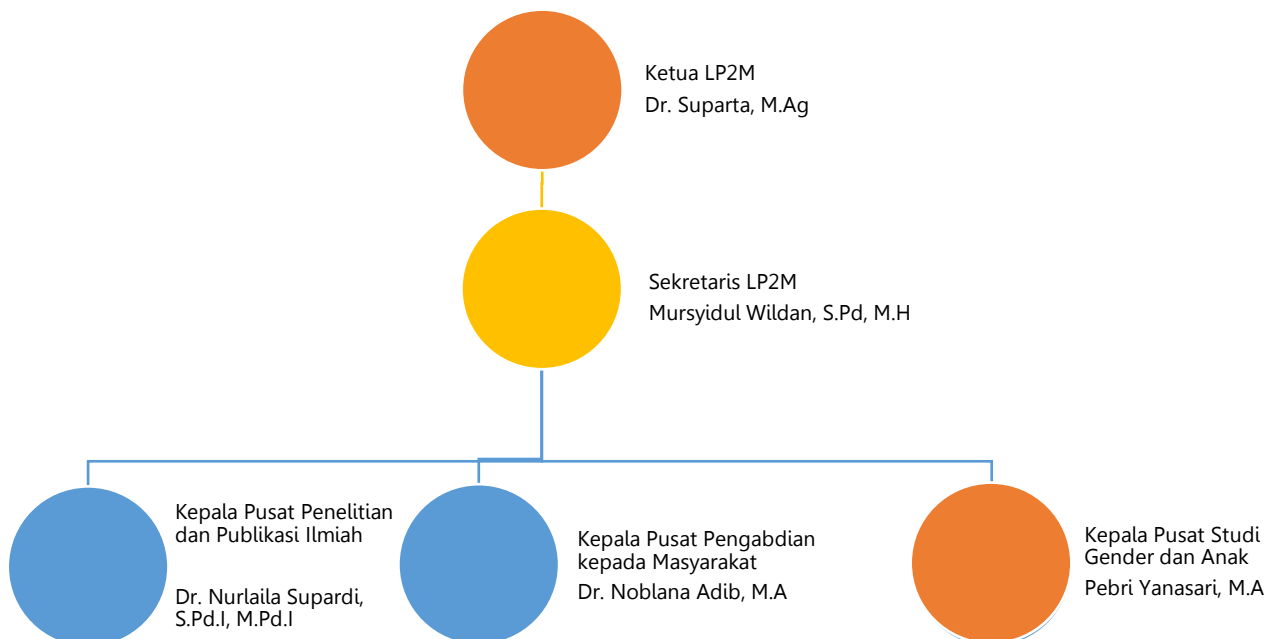 Ketua LP2M
Dr. Suparta, M.Ag
Sekretaris LP2M
Mursyidul Wildan, S.Pd, M.H
Kepala Pusat Penelitian
dan Publikasi Ilmiah
Dr. Nurlaila Supardi,
S.Pd.I, M.Pd.I
Kepala Pusat Pengabdian
kepada Masyarakat
Dr. Noblana Adib, M.A
Kepala Pusat Studi
Gender dan Anak
Pebri Yanasari, M.A